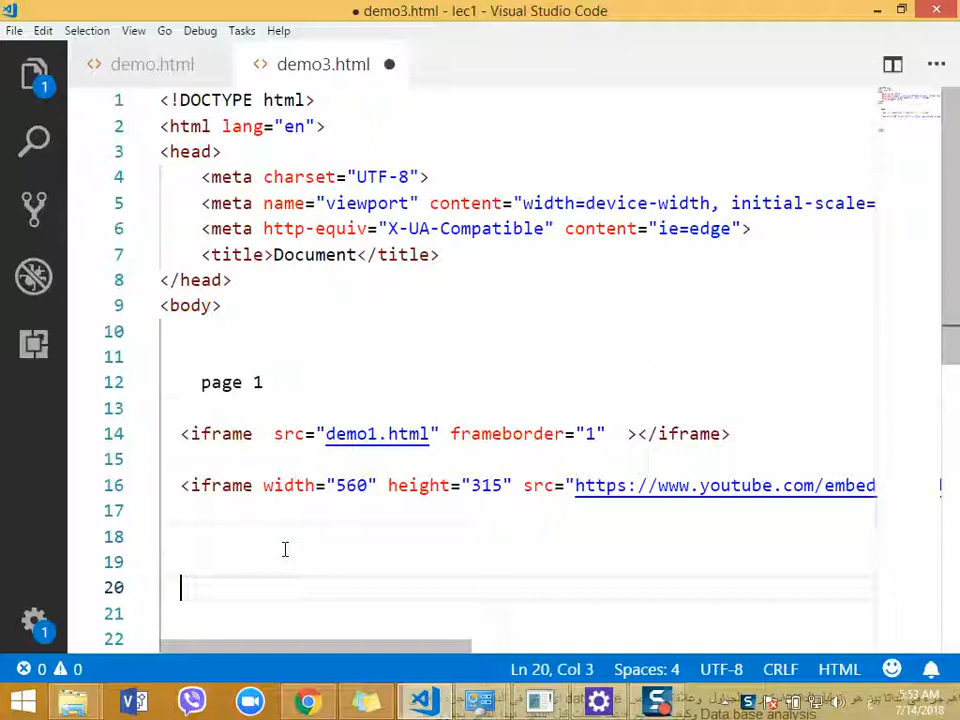 ● demo3.html - lec1 - Visual Studio Code
File Edit Selection View Go Debug Tasks Help
demo.html demo3.html ●
1 <!DOCTYPE html>
2 <html lang="en">
3 <head>
4 <meta charset="UTF-8">
5 <meta name="viewport" content="width=device-width, initial-scale=
6 <meta http-equiv="X-UA-Compatible" content="ie=edge">
7 <title>Document</title>
8 </head>
9 <body>
10
11
12 page 1
13
14 <iframe src="demo1.html" frameborder="1" ></iframe>
15
16 <iframe width="560" height="315" src="https://www.youtube.com/embed
17
18
19
20
21
22
1
1
0 0 Ln 20, Col 3 Spaces: 4 UTF-8 CRLF HTML
5:53 AM
7/14/2018
Data base analysis